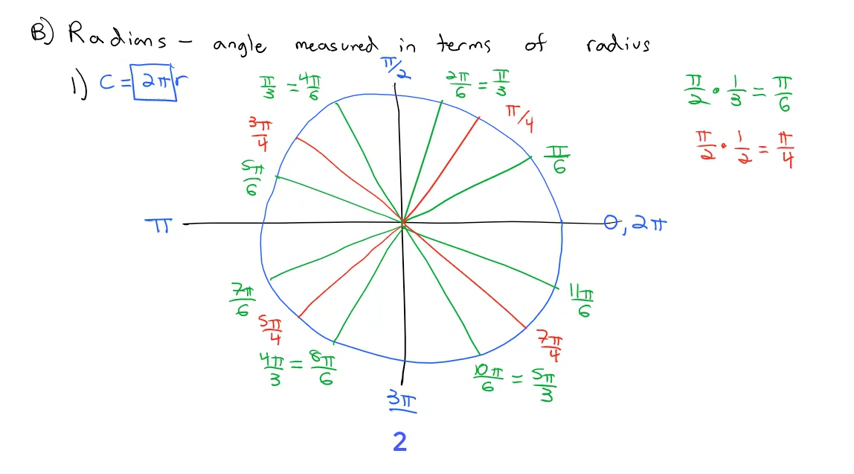 B) Radians – angle measured in terms of radius
1) C = 2πr
π/2
π/3 = 4π/6
2π/6 = π/3
π/2 · 1/3 = π/6
3π/4
π/4
π/2 · 1/2 = π/4
5π/6
π/6
π
0, 2π
7π/6
11π/6
5π/4
7π/4
4π/3 = 8π/6
10π/6 = 5π/3
3π
2